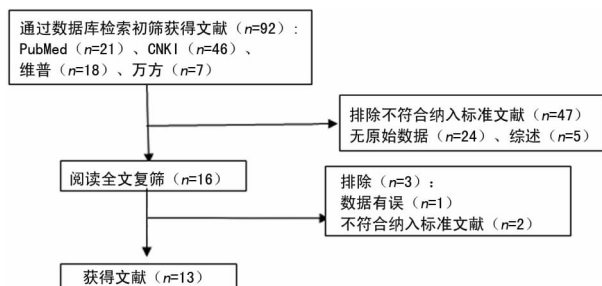 通过数据库检索初筛获得文献（n=92）:
PubMed（n=21）、CNKI（n=46）、
维普（n=18）、万方（n=7）
排除不符合纳入标准文献（n=47）
无原始数据（n=24）、综述（n=5）
阅读全文复筛（n=16）
排除（n=3）：
数据有误（n=1）
不符合纳入标准文献（n=2）
获得文献（n=13）